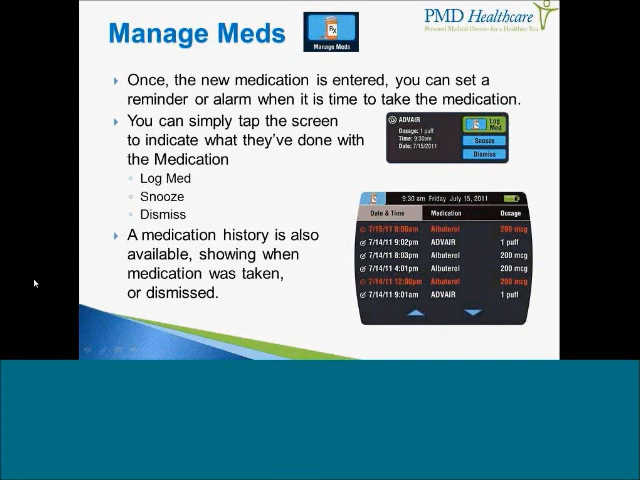 Manage Meds
Rx
Manage Meds
PMD Healthcare
Personal Medical Devices for a Healthier You
Once, the new medication is entered, you can set a
reminder or alarm when it is time to take the medication.
You can simply tap the screen
to indicate what they've done with
the Medication
Log Med
Snooze
Dismiss
ADVAIR
Dosage: 1 puff
Time: 9:30am
Date: 7/15/2011
Log
Med
Snooze
Dismiss
A medication history is also
available, showing when
medication was taken,
or dismissed.
9:30 am Friday July 15, 2011
Date & Time Medication Dosage
7/15/11 8:00am Albuterol 200 mcg
7/14/11 9:02pm ADVAIR 1 puff
7/14/11 8:03pm Albuterol 200 mcg
7/14/11 4:01pm Albuterol 200 mcg
7/14/11 12:00pm Albuterol 200 mcg
7/14/11 9:01am ADVAIR 1 puff